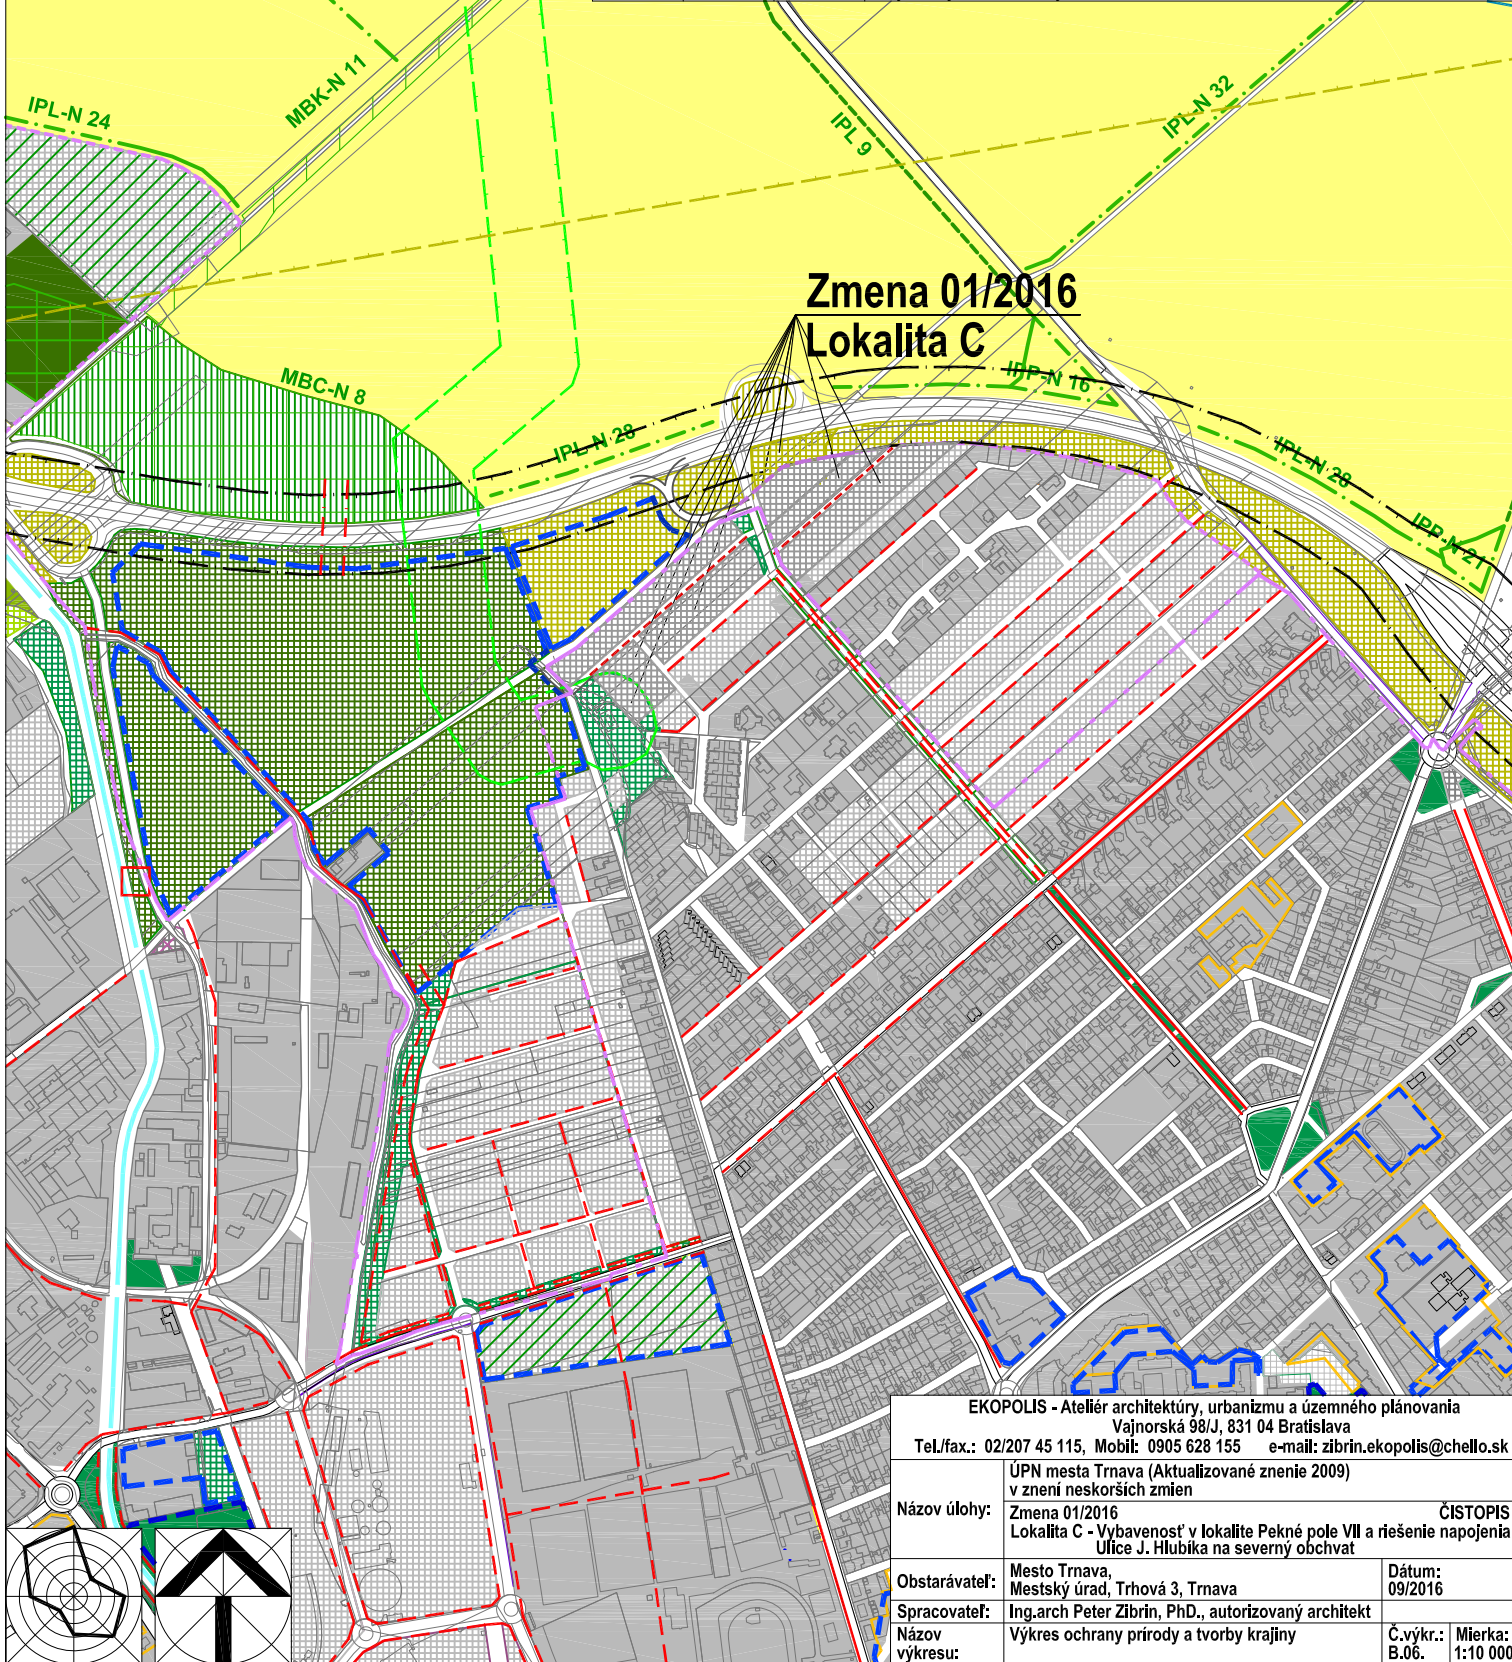 IPL-N 24
MBK-N 11
IPL 9
IPL-N 32
Zmena 01/2016
Lokalita C
MBC-N 8
IPP-N 16
IPL-N 28
IPL-N 28
IPP-N 21
EKOPOLIS - Ateliér architektúry, urbanizmu a územného plánovania
Vajnorská 98/J, 831 04 Bratislava
Tel./fax.: 02/207 45 115, Mobil: 0905 628 155 e-mail: zibrin.ekopolis@chello.sk
Názov úlohy:
ÚPN mesta Trnava (Aktualizované znenie 2009)
v znení neskorších zmien
Zmena 01/2016 ČISTOPIS
Lokalita C - Vybavenosť v lokalite Pekné pole VII a riešenie napojenia
Ulice J. Hlubíka na severný obchvat
Obstarávateľ:
Mesto Trnava,
Mestský úrad, Trhová 3, Trnava
Dátum:
09/2016
Spracovateľ:
Ing.arch Peter Zibrin, PhD., autorizovaný architekt
Názov
výkresu:
Výkres ochrany prírody a tvorby krajiny
Č.výkr.:
B.06.
Mierka:
1:10 000